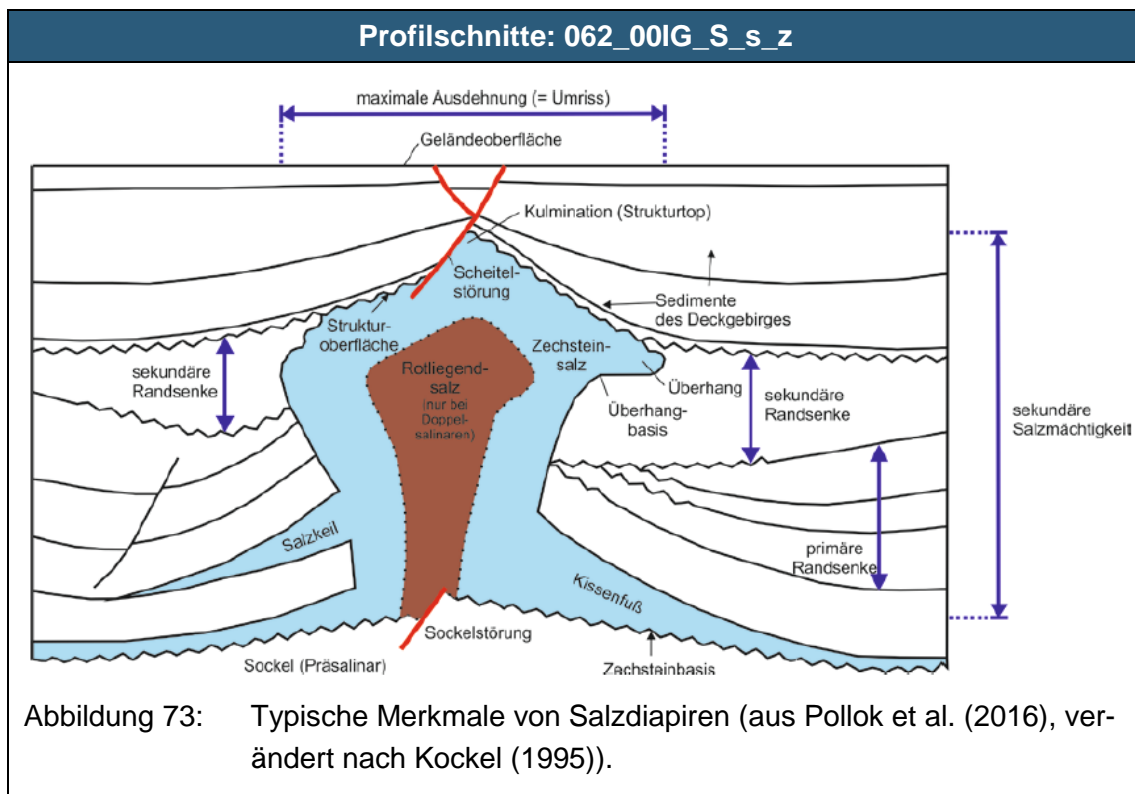 Profilschnitte: 062_00IG_S_s_z
maximale Ausdehnung (= Umriss)
Geländeoberfläche
Kulmination (Strukturtop)
Scheitel-
störung
Sedimente
des Deckgebirges
Struktur-
oberfläche
Zechstein-
salz
sekundäre
Randsenke
Rotliegend-
salz
(nur bei
Doppel-
salinaren)
Überhang
Überhang-
basis
sekundäre
Randsenke
sekundäre
Salzmächtigkeit
Salzkeil
primäre
Randsenke
Kissenfuß
Sockelstörung
Sockel (Präsalinar)
Zechsteinbasis
Abbildung 73: Typische Merkmale von Salzdiapiren (aus Pollok et al. (2016), ver-
ändert nach Kockel (1995)).